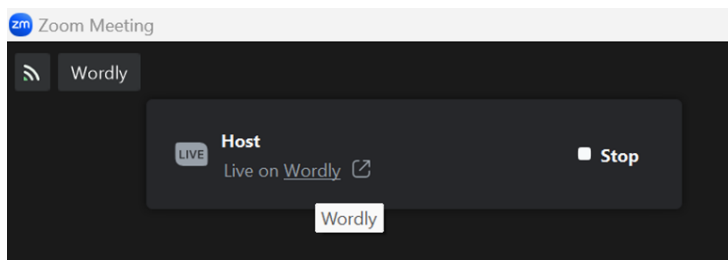 zm Zoom Meeting
Wordly
Host
LIVE
Live on Wordly
Stop
Wordly